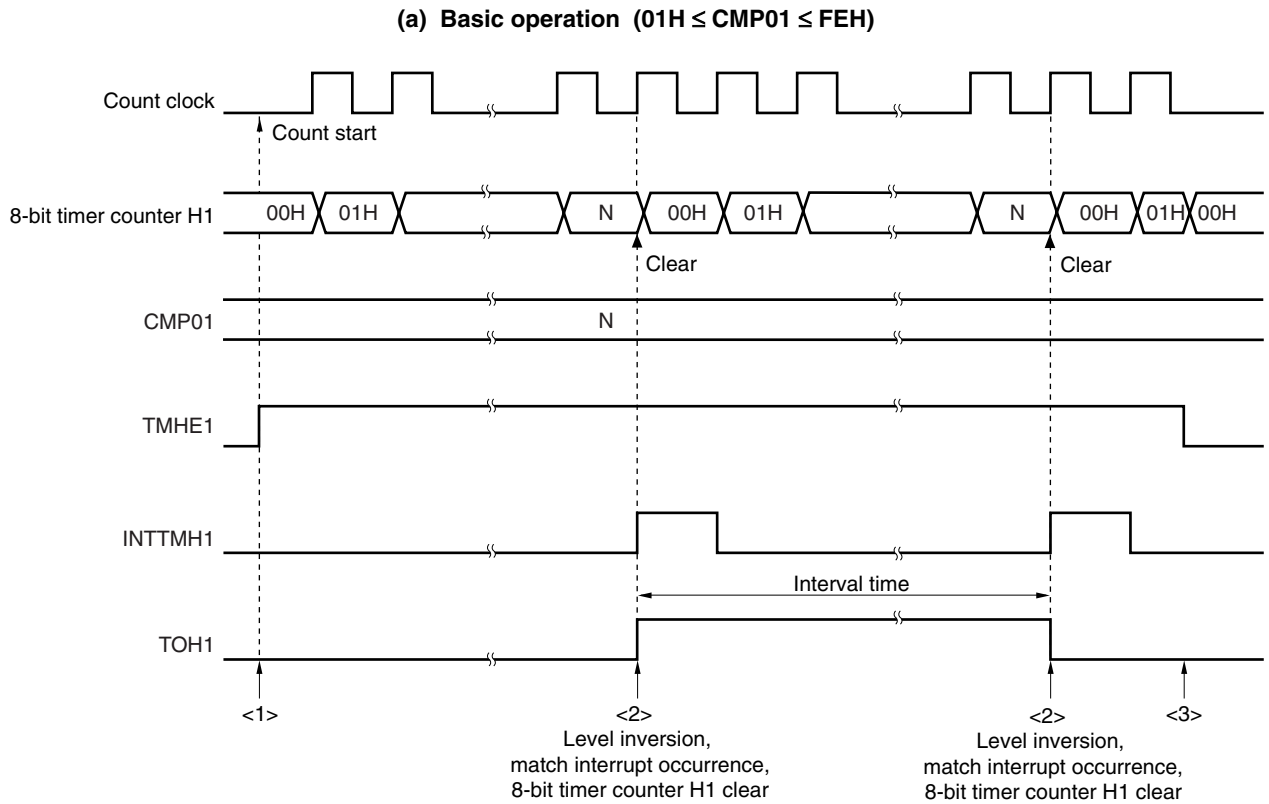 (a) Basic operation (01H ≤ CMP01 ≤ FEH)
Count clock
Count start
8-bit timer counter H1
00H 01H N 00H 01H N 00H 01H 00H
Clear Clear
CMP01 N
TMHE1
INTTMH1
Interval time
TOH1
<1> <2> <2> <3>
Level inversion,
match interrupt occurrence,
8-bit timer counter H1 clear
Level inversion,
match interrupt occurrence,
8-bit timer counter H1 clear